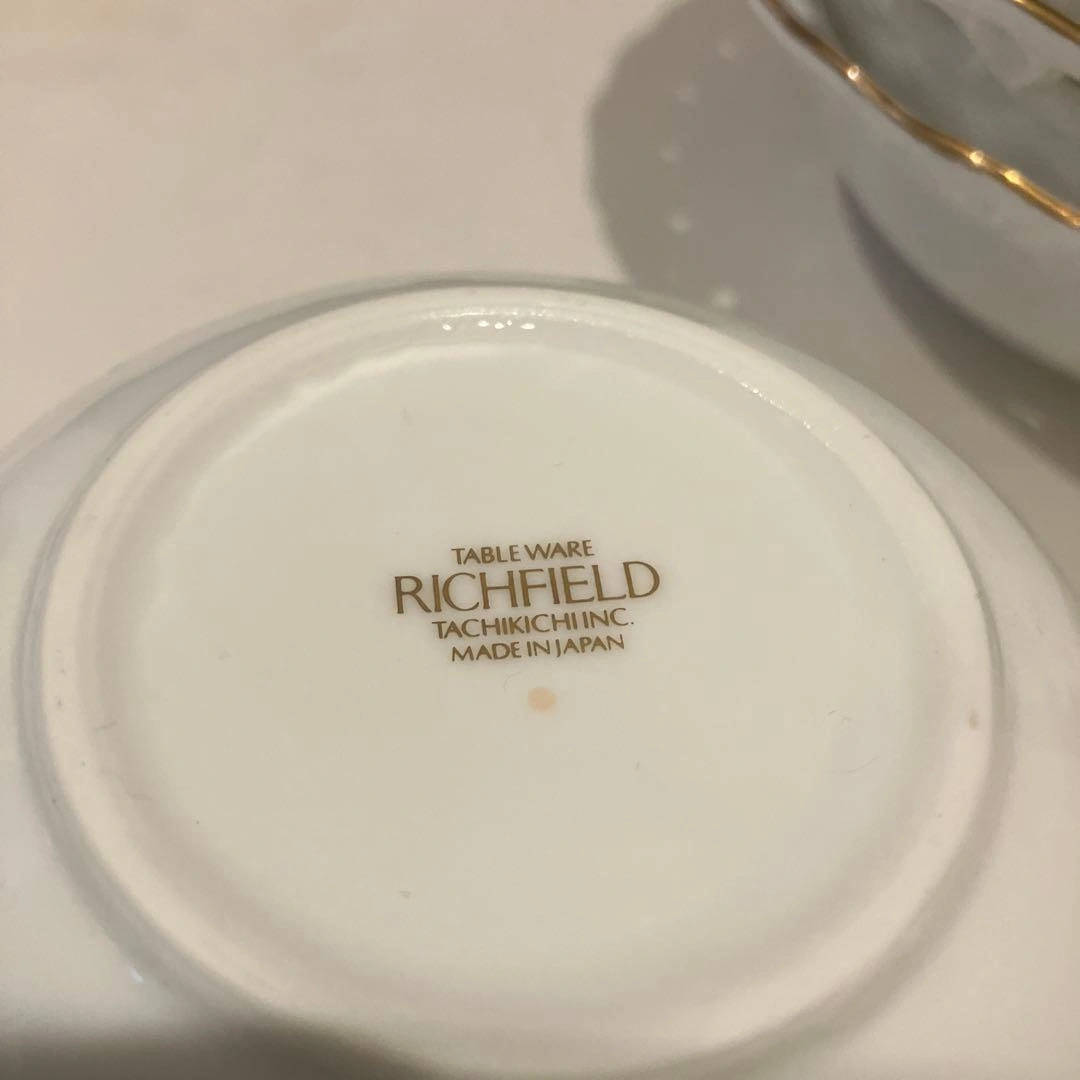 TABLE WARE
RICHFIELD
TACHIKICHI INC.
MADE IN JAPAN